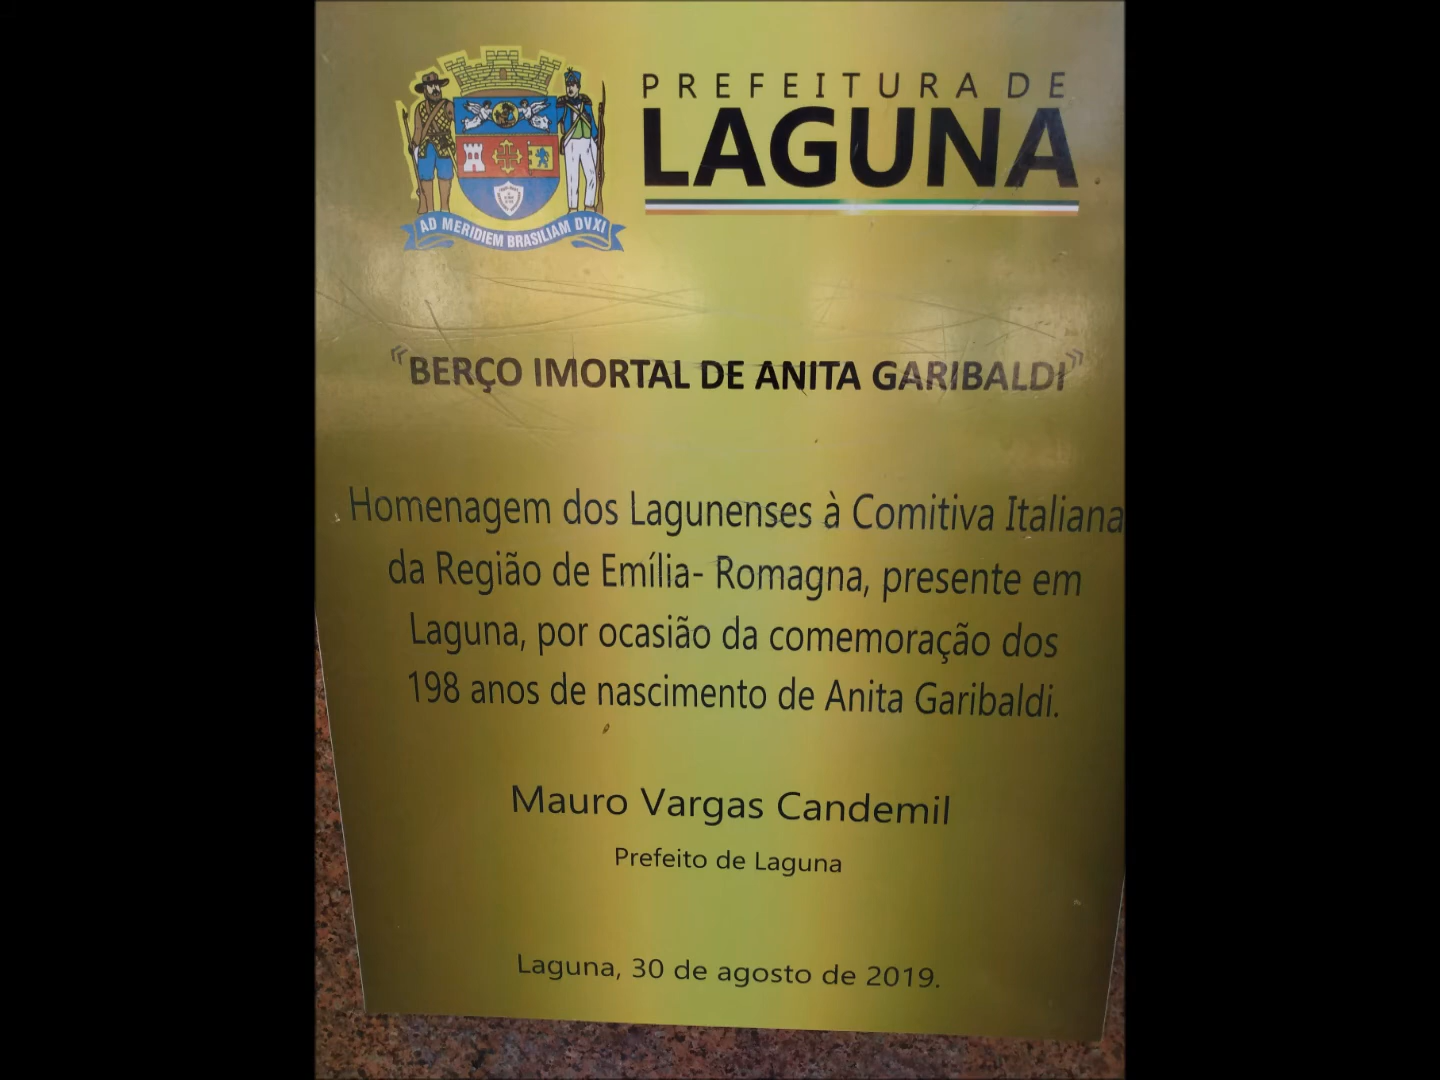 PREFEITURA DE
LAGUNA
AD MERIDIEM BRASILIAM DVXI
"BERÇO IMORTAL DE ANITA GARIBALDI"
Homenagem dos Lagunenses à Comitiva Italiana
da Região de Emília- Romagna, presente em
Laguna, por ocasião da comemoração dos
198 anos de nascimento de Anita Garibaldi.
Mauro Vargas Candemil
Prefeito de Laguna
Laguna, 30 de agosto de 2019.